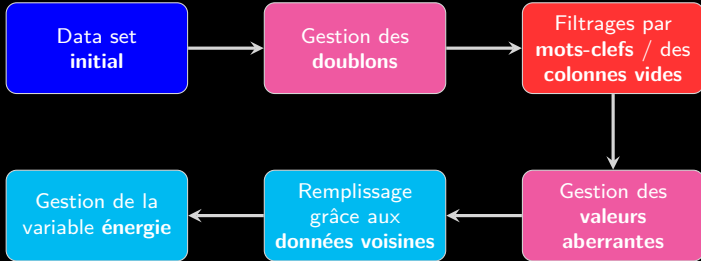 Data set
initial
Gestion des
doublons
Filtrages par
mots-clefs / des
colonnes vides
Gestion des
valeurs
aberrantes
Remplissage
grâce aux
données voisines
Gestion de la
variable énergie